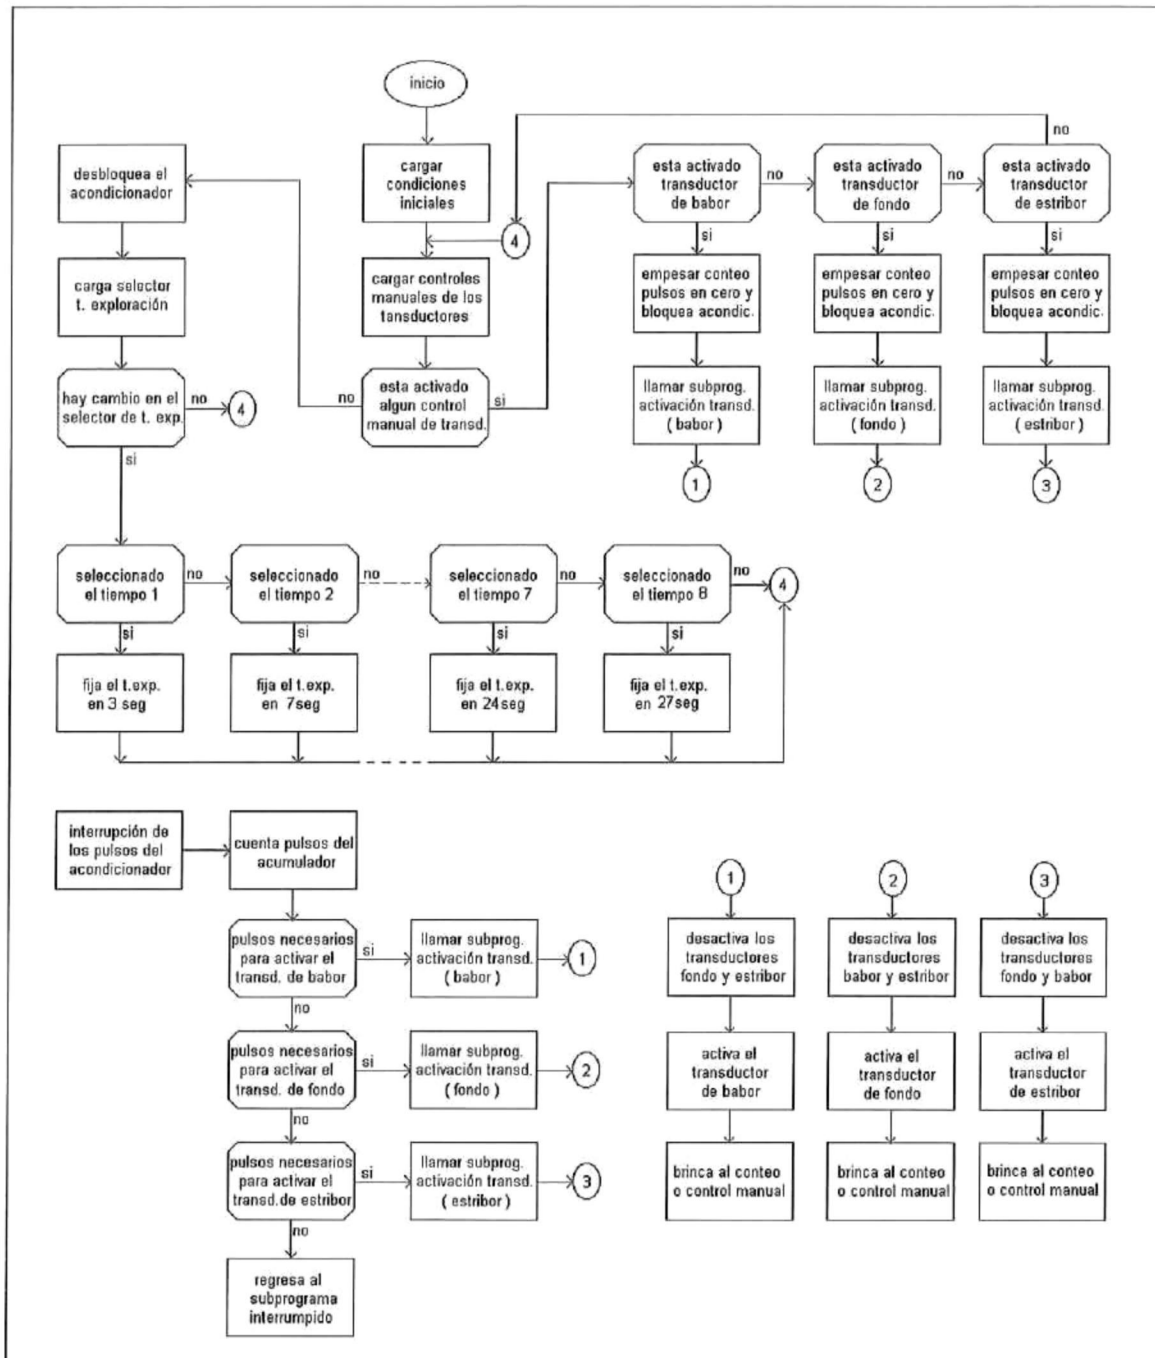 inicio
desbloquea el
acondicionador
cargar
condiciones
iniciales
esta activado
transductor
de babor
no
esta activado
transductor
de fondo
no
esta activado
transductor
de estribor
no
4
si
si
si
carga selector
t. exploración
cargar controles
manuales de los
tansductores
empesar conteo
pulsos en cero y
bloquea acondic.
empesar conteo
pulsos en cero y
bloquea acondic.
empesar conteo
pulsos en cero y
bloquea acondic.
hay cambio en el
selector de t. exp.
no
4
no
esta activado
algun control
manual de transd.
si
llamar subprog.
activación transd.
( babor )
llamar subprog.
activación transd.
( fondo )
llamar subprog.
activación transd.
( estribor )
si
1
2
3
seleccionado
el tiempo 1
no
seleccionado
el tiempo 2
no
seleccionado
el tiempo 7
no
seleccionado
el tiempo 8
no
4
si
si
si
si
fija el t.exp.
en 3 seg
fija el t.exp.
en 7seg
fija el t.exp.
en 24seg
fija el t.exp.
en 27seg
interrupción de
los pulsos del
acondicionador
cuenta pulsos del
acumulador
pulsos necesarios
para activar el
transd. de babor
si
llamar subprog.
activación transd.
( babor )
1
no
pulsos necesarios
para activar el
transd. de fondo
si
llamar subprog.
activación transd.
( fondo )
2
no
pulsos necesarios
para activar el
transd.de estribor
si
llamar subprog.
activación transd.
( estribor )
3
no
regresa al
subprograma
interrumpido
1
2
3
desactiva los
transductores
fondo y estribor
desactiva los
transductores
babor y estribor
desactiva los
transductores
fondo y babor
activa el
transductor
de babor
activa el
transductor
de fondo
activa el
transductor
de estribor
brinca al conteo
o control manual
brinca al conteo
o control manual
brinca al conteo
o control manual